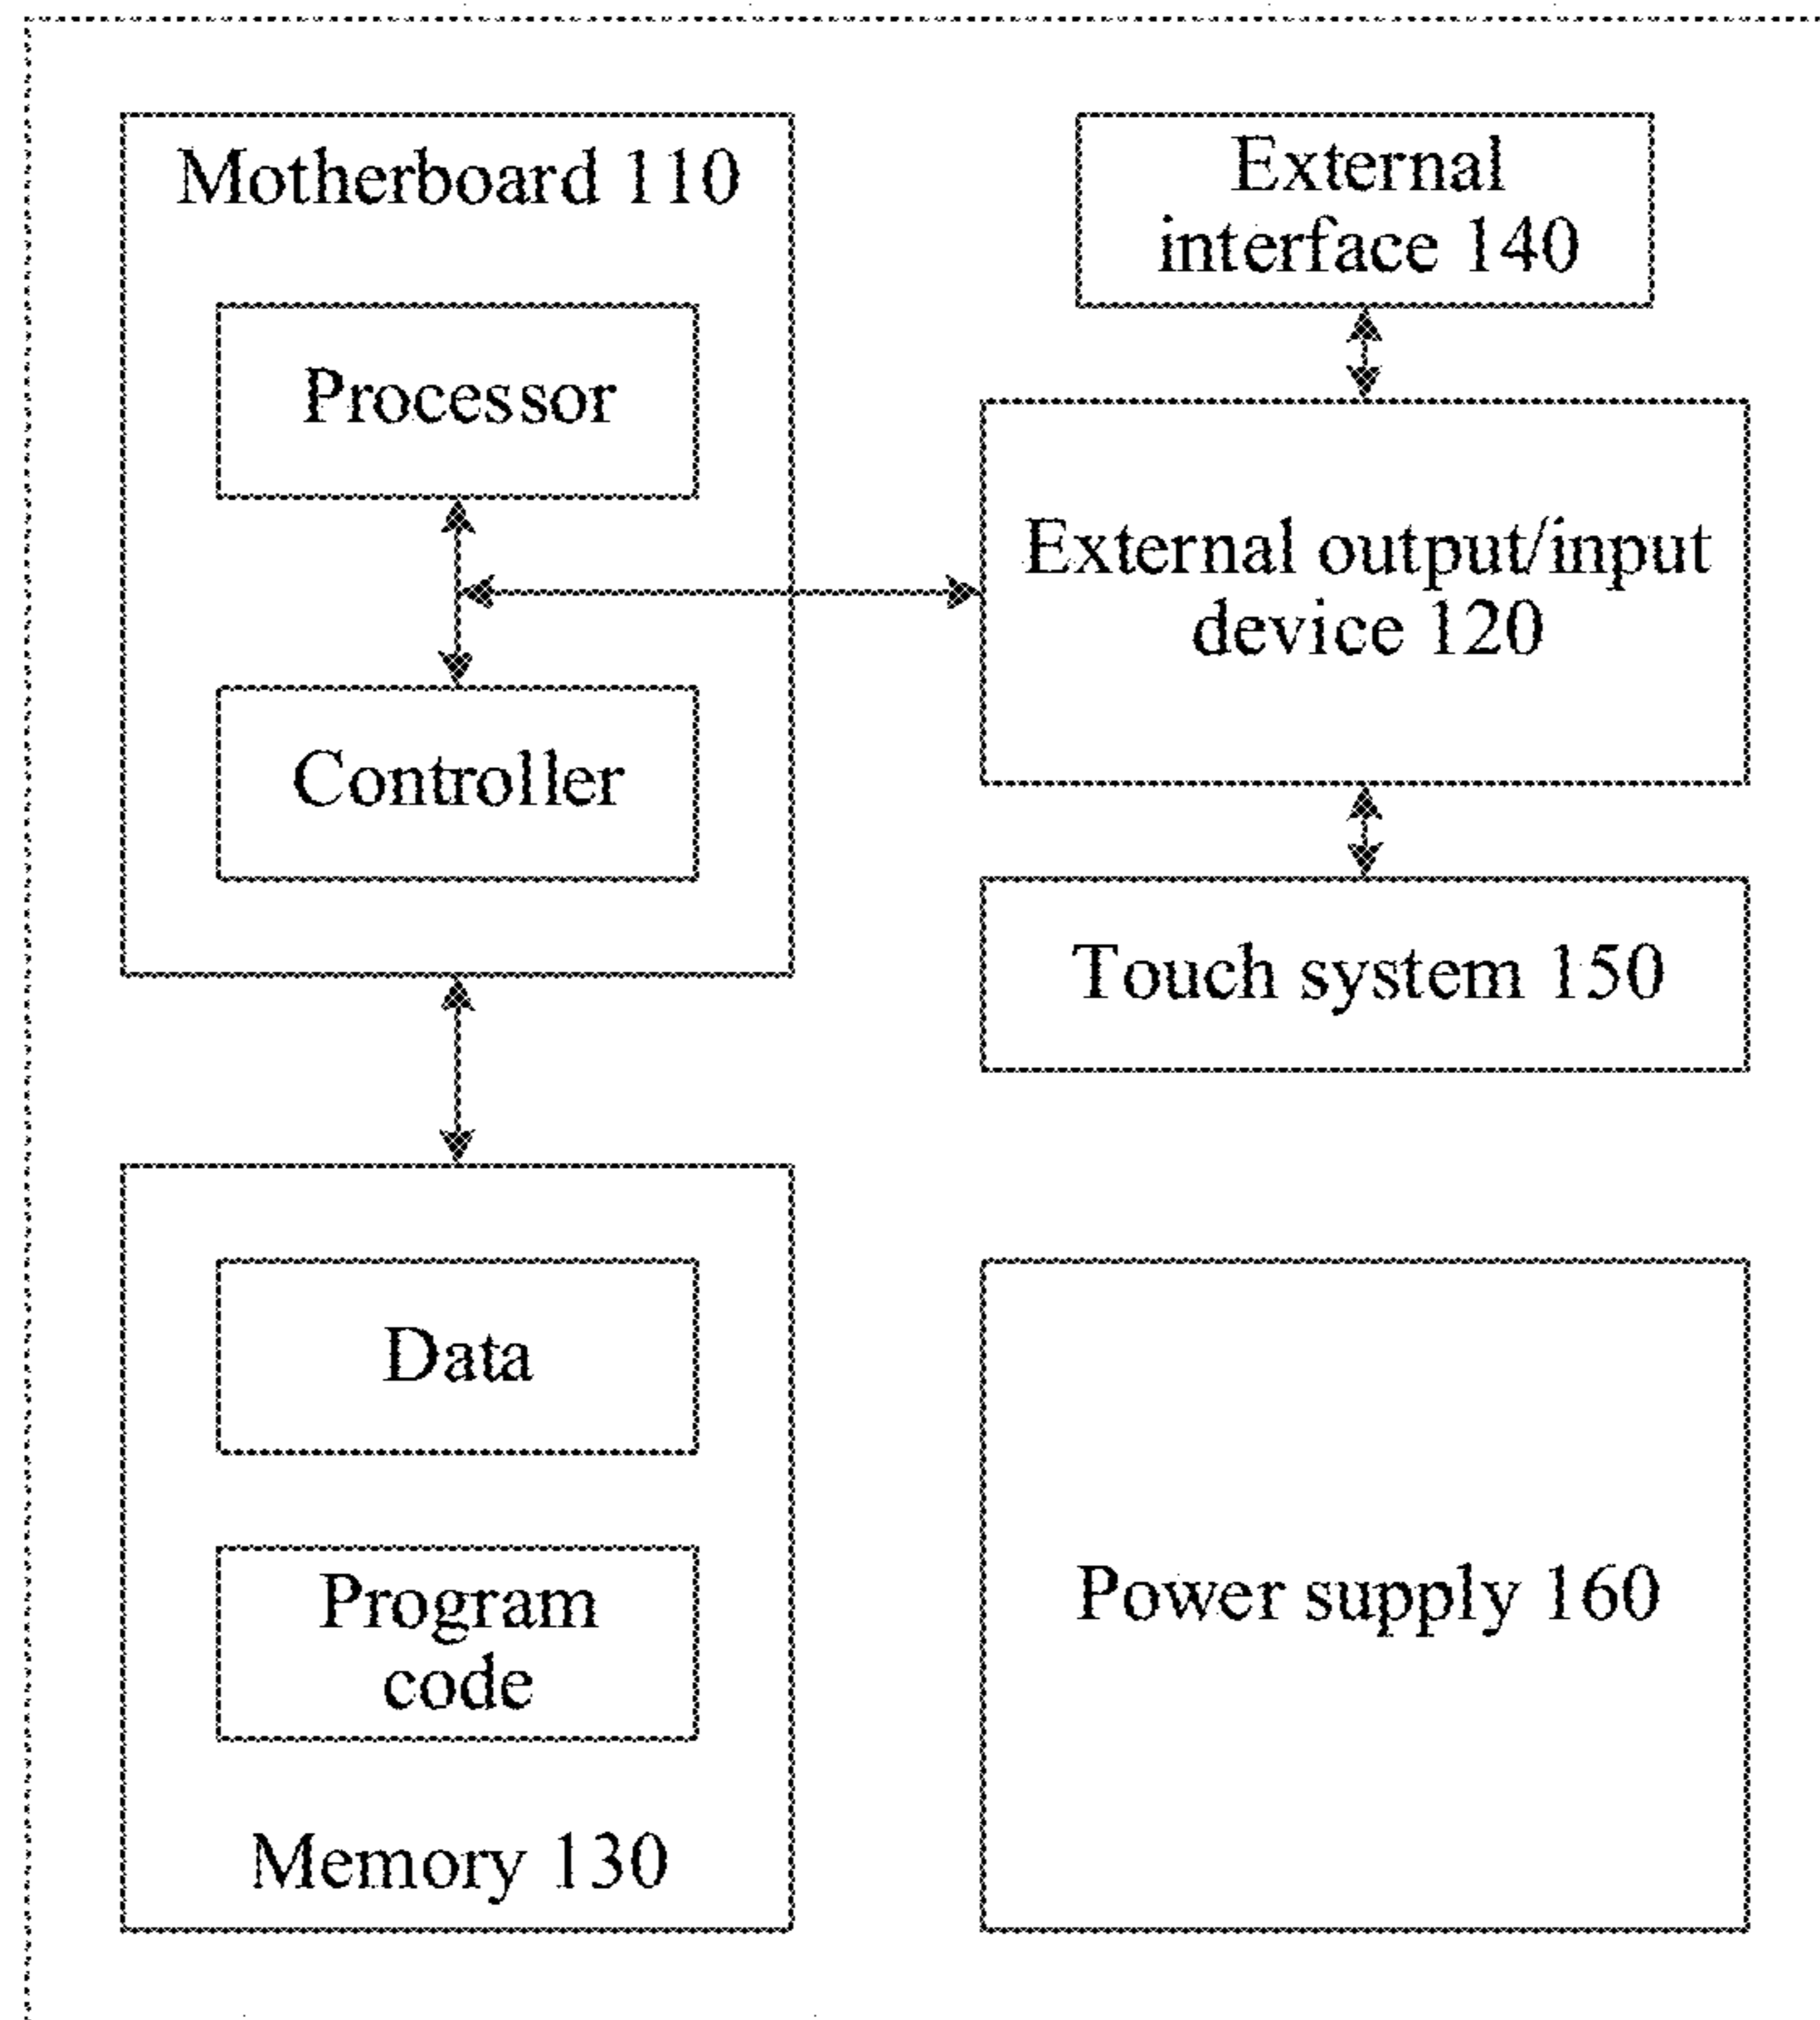 Motherboard 110
Processor
Controller
External
interface 140
External output/input
device 120
Touch system 150
Data
Program
code
Memory 130
Power supply 160